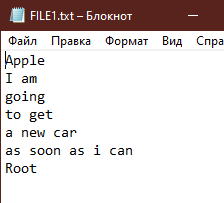 FILE1.txt – Блокнот
Файл Правка Формат Вид Спра
Apple
I am
going
to get
a new car
as soon as i can
Root